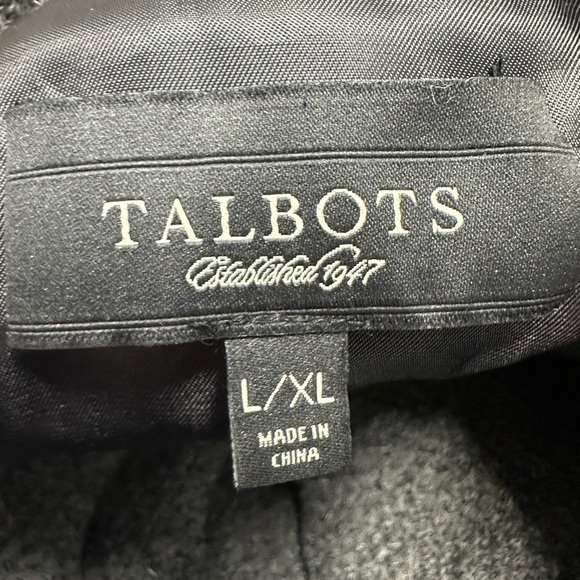 TALBOTS
Established 1947
L/XL
MADE IN
CHINA